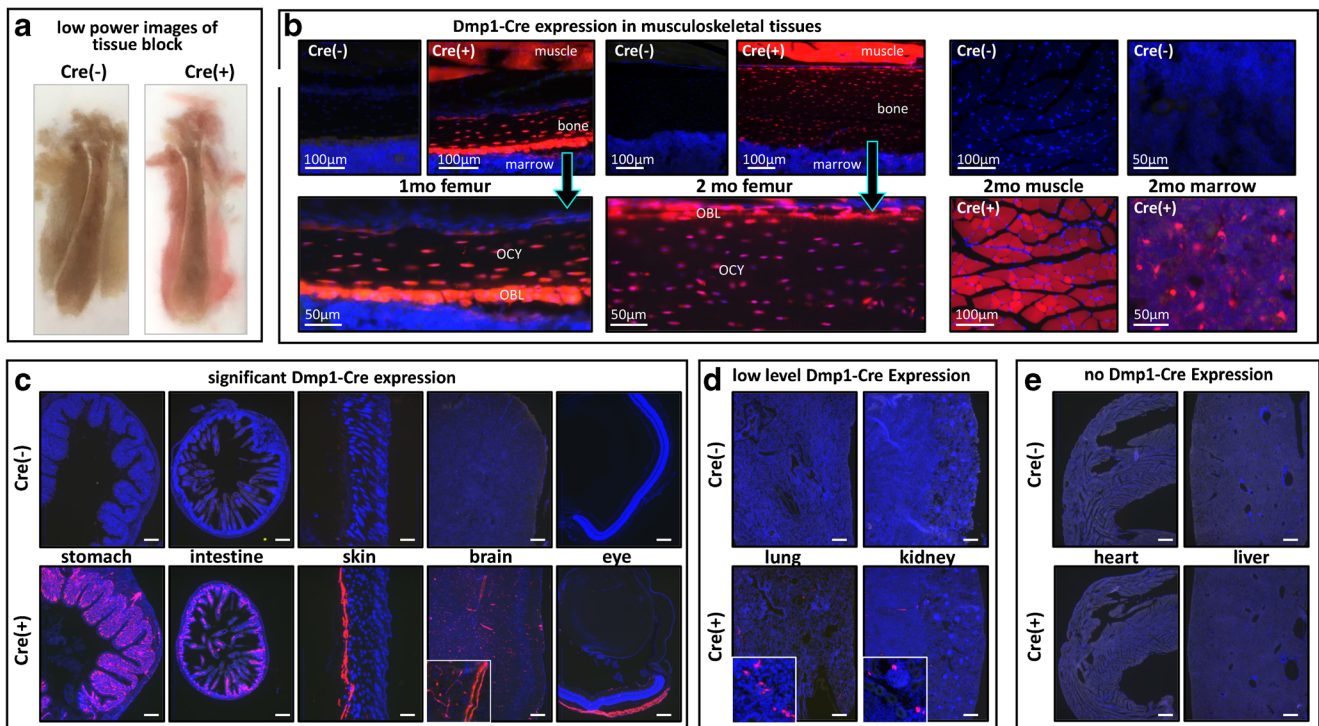 a
low power images of
tissue block
Cre(-)
Cre(+)
b
Dmp1-Cre expression in musculoskeletal tissues
Cre(-)
Cre(+)
muscle
Cre(-)
Cre(+)
muscle
Cre(-)
Cre(-)
bone
bone
100µm
100µm
marrow
100µm
100µm
marrow
100µm
50µm
1mo femur
2 mo femur
2mo muscle
2mo marrow
OCY
OBL
50µm
OBL
OCY
50µm
Cre(+)
100µm
Cre(+)
50µm
c
significant Dmp1-Cre expression
Cre(-)
stomach
intestine
skin
brain
eye
Cre(+)
d
low level Dmp1-Cre Expression
Cre(-)
lung
kidney
Cre(+)
e
no Dmp1-Cre Expression
Cre(-)
heart
liver
Cre(+)